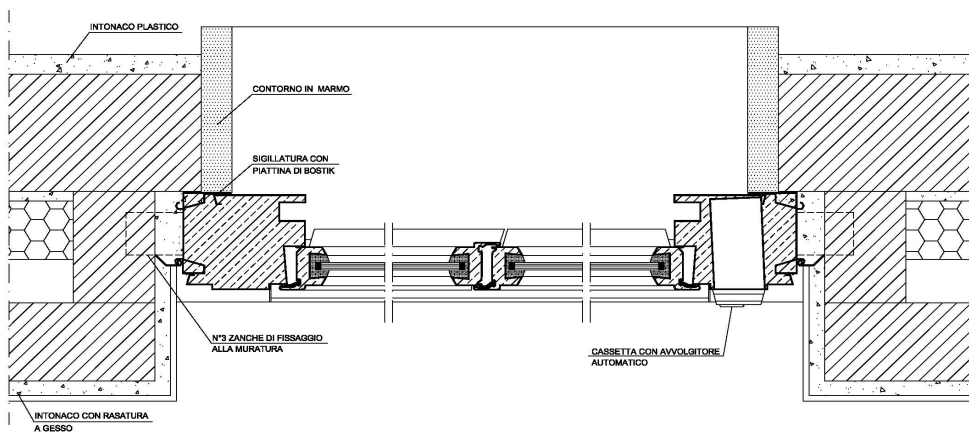 INTONACO PLASTICO
CONTORNO IN MARMO
SIGILLATURA CON
PIATTINA DI BOSTIK
N°3 ZANCHE DI FISSAGGIO
ALLA MURATURA
CASSETTA CON AVVOLGITORE
AUTOMATICO
INTONACO CON RASATURA
A GESSO